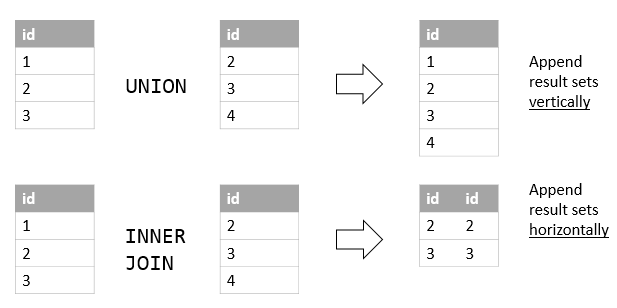 id
1
2
3
UNION
id
2
3
4
id
1
2
3
4
Append
result sets
vertically
id
1
2
3
INNER
JOIN
id
2
3
4
id id
2 2
3 3
Append
result sets
horizontally